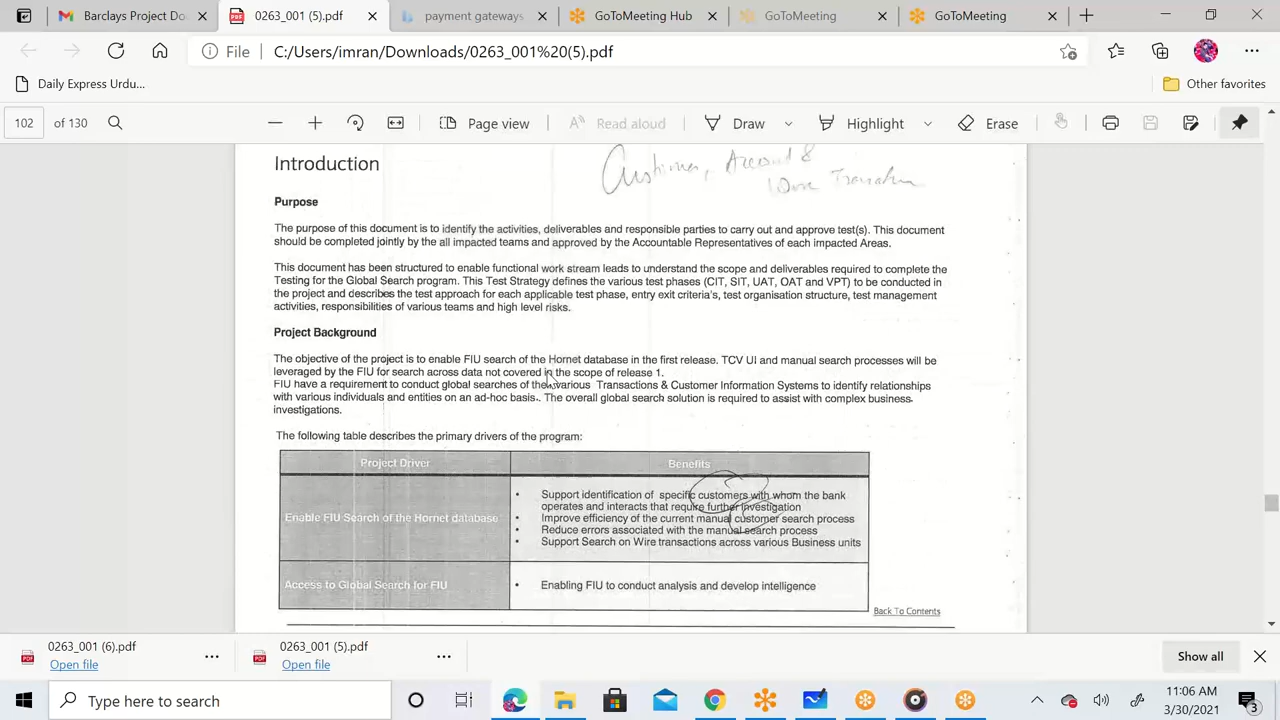 Barclays Project Do
0263_001 (5).pdf
payment gateways
GoToMeeting Hub
GoToMeeting
GoToMeeting
File
C:/Users/imran/Downloads/0263_001%20(5).pdf
Daily Express Urdu...
Other favorites
102 of 130
Page view
Read aloud
Draw
Highlight
Erase
Introduction
Customer, Account &
Purpose
The purpose of this document is to identify the activities, deliverables and responsible parties to carry out and approve test(s). This document
should be completed jointly by the all impacted teams and approved by the Accountable Representatives of each impacted Areas.
This document has been structured to enable functional work stream leads to understand the scope and deliverables required to complete the
Testing for the Global Search program. This Test Strategy defines the various test phases (CIT, SIT, UAT, OAT and VPT) to be conducted in
the project and describes the test approach for each applicable test phase, entry exit criteria's, test organisation structure, test management
activities, responsibilities of various teams and high level risks.
Project Background
The objective of the project is to enable FIU search of the Hornet database in the first release. TCV UI and manual search processes will be
leveraged by the FIU for search across data not covered in the scope of release 1.
FIU have a requirement to conduct global searches of the various Transactions & Customer Information Systems to identify relationships
with various individuals and entities on an ad-hoc basis.. The overall global search solution is required to assist with complex business
investigations.
The following table describes the primary drivers of the program:
Project Driver
Benefits
Enable FIU Search of the Hornet database
• Support identification of specific customers with whom the bank
operates and interacts that require further investigation
• Improve efficiency of the current manual customer search process
• Reduce errors associated with the manual search process
• Support Search on Wire transactions across various Business units
Access to Global Search for FIU
• Enabling FIU to conduct analysis and develop intelligence
Back To Contents
0263_001 (6).pdf
Open file
0263_001 (5).pdf
Open file
Show all
Type here to search
11:06 AM
3/30/2021
3